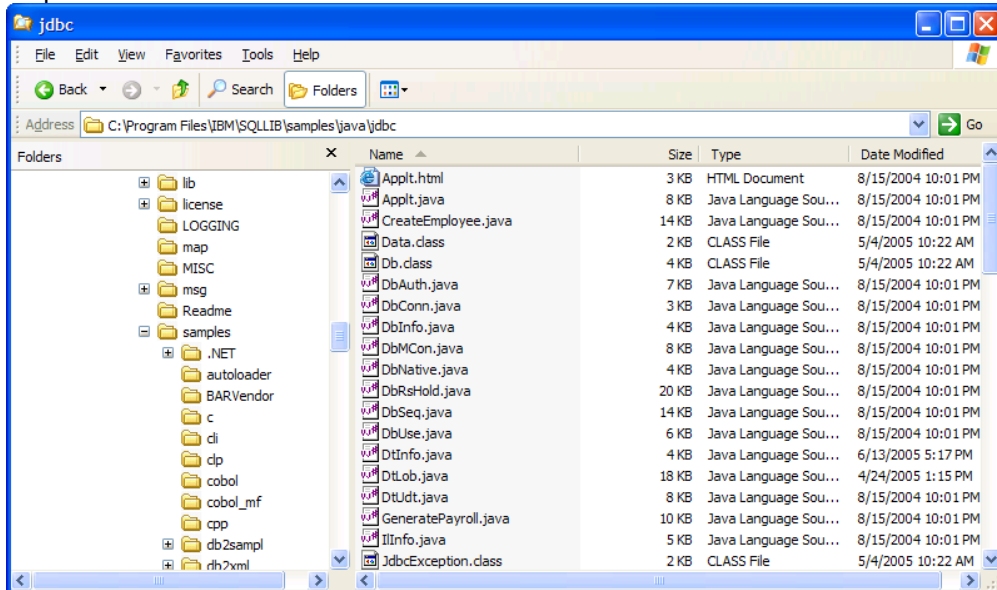 jdbc
File Edit View Favorites Tools Help
Back Search Folders
Address C:\Program Files\IBM\SQLLIB\samples\java\jdbc Go
Folders x Name Size Type Date Modified
lib Applt.html 3 KB HTML Document 8/15/2004 10:01 PM
license Applt.java 8 KB Java Language Sou... 8/15/2004 10:01 PM
LOGGING CreateEmployee.java 14 KB Java Language Sou... 8/15/2004 10:01 PM
map Data.class 2 KB CLASS File 5/4/2005 10:22 AM
MISC Db.class 4 KB CLASS File 5/4/2005 10:22 AM
msg DbAuth.java 7 KB Java Language Sou... 8/15/2004 10:01 PM
Readme DbConn.java 3 KB Java Language Sou... 8/15/2004 10:01 PM
samples DbInfo.java 4 KB Java Language Sou... 8/15/2004 10:01 PM
.NET DbMCon.java 8 KB Java Language Sou... 8/15/2004 10:01 PM
autoloader DbNative.java 4 KB Java Language Sou... 8/15/2004 10:01 PM
BARVendor DbRsHold.java 20 KB Java Language Sou... 8/15/2004 10:01 PM
c DbSeq.java 14 KB Java Language Sou... 8/15/2004 10:01 PM
cli DbUse.java 6 KB Java Language Sou... 8/15/2004 10:01 PM
clp DtInfo.java 4 KB Java Language Sou... 6/13/2005 5:17 PM
cobol DtLob.java 18 KB Java Language Sou... 4/24/2005 1:15 PM
cobol_mf DtUdt.java 8 KB Java Language Sou... 8/15/2004 10:01 PM
cpp GeneratePayroll.java 10 KB Java Language Sou... 8/15/2004 10:01 PM
db2sampl IlInfo.java 5 KB Java Language Sou... 8/15/2004 10:01 PM
db2xml JdbcException.class 2 KB CLASS File 5/4/2005 10:22 AM